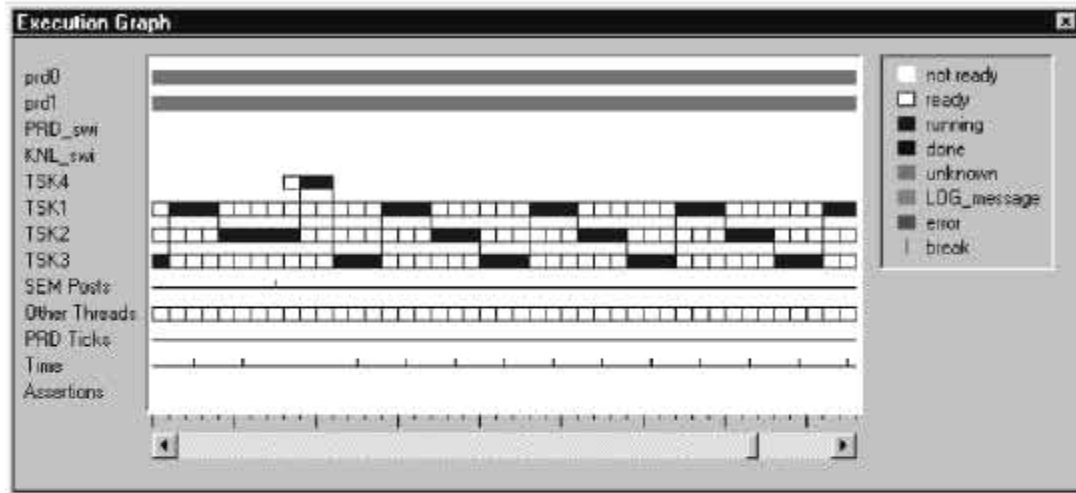 Execution Graph
prd0
prd1
PRD_swi
KNL_swi
TSK4
TSK1
TSK2
TSK3
SEM Posts
Other Threads
PRD Ticks
Time
Assertions
not ready
ready
running
done
unknown
LOG_message
error
break